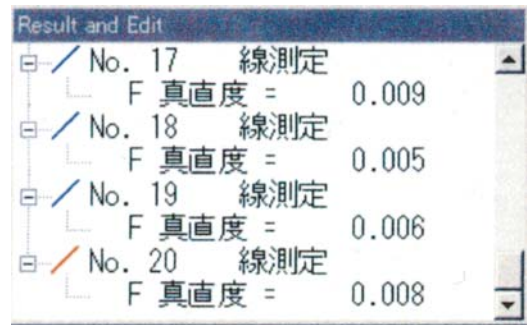 Result and Edit
No. 17 線測定
F 真直度 = 0.009
No. 18 線測定
F 真直度 = 0.005
No. 19 線測定
F 真直度 = 0.006
No. 20 線測定
F 真直度 = 0.008